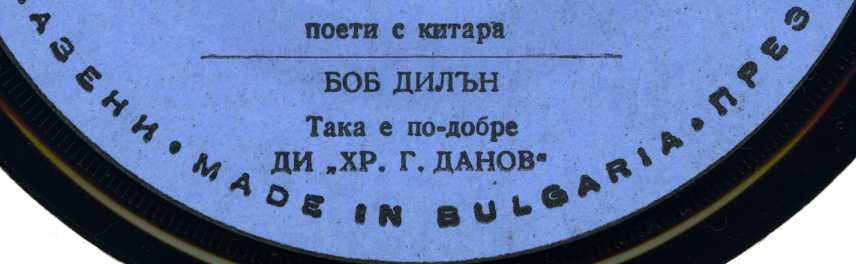 поети с китара
БОБ ДИЛЪН
Така е по-добре
ДИ „ХР. Г. ДАНОВ"
АЗЕНИ • MADE IN BULGARIA • ПРЕЗ